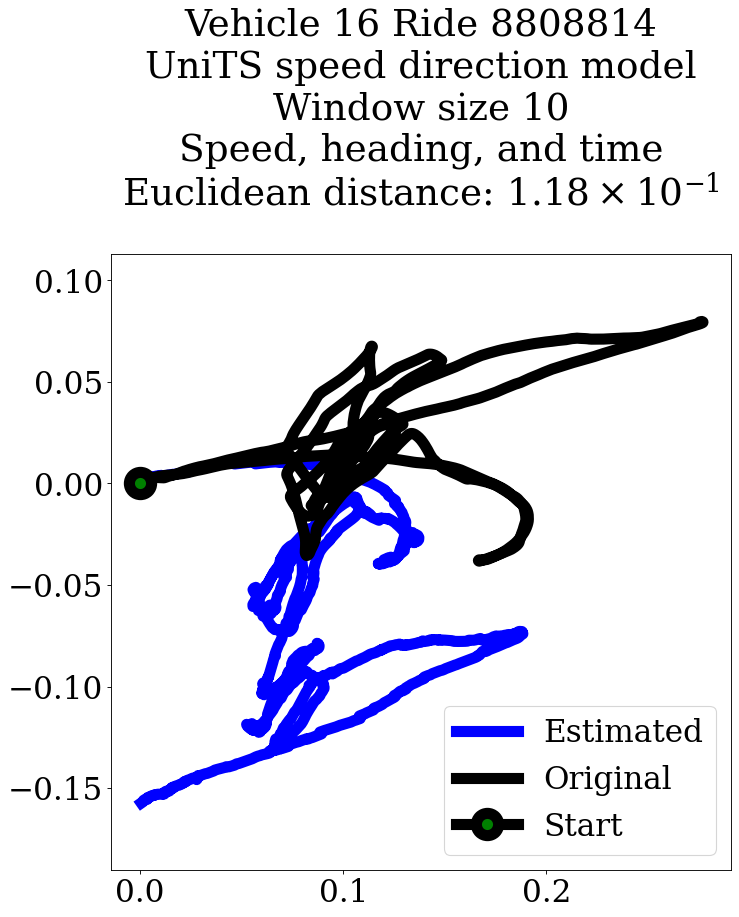 Vehicle 16 Ride 8808814
UniTS speed direction model
Window size 10
Speed, heading, and time
Euclidean distance: 1.18 × 10⁻¹
0.10
0.05
0.00
−0.05
−0.10
−0.15
Estimated
Original
Start
0.0 0.1 0.2